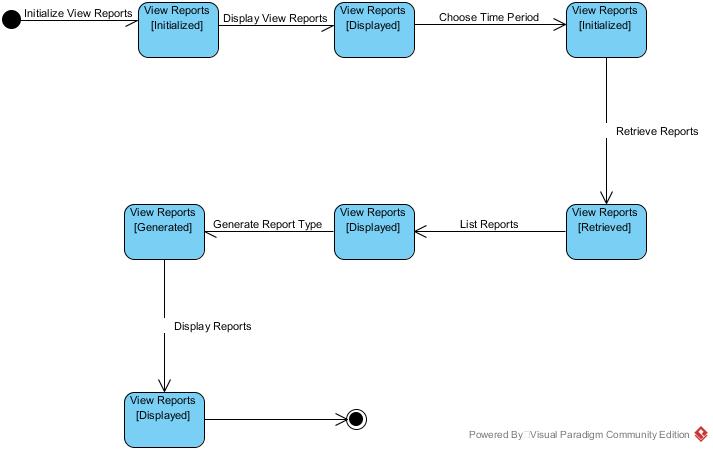 Initialize View Reports
View Reports
[Initialized]
Display View Reports
View Reports
[Displayed]
Choose Time Period
View Reports
[Initialized]
Retrieve Reports
View Reports
[Retrieved]
List Reports
View Reports
[Displayed]
Generate Report Type
View Reports
[Generated]
Display Reports
View Reports
[Displayed]
Powered By Visual Paradigm Community Edition